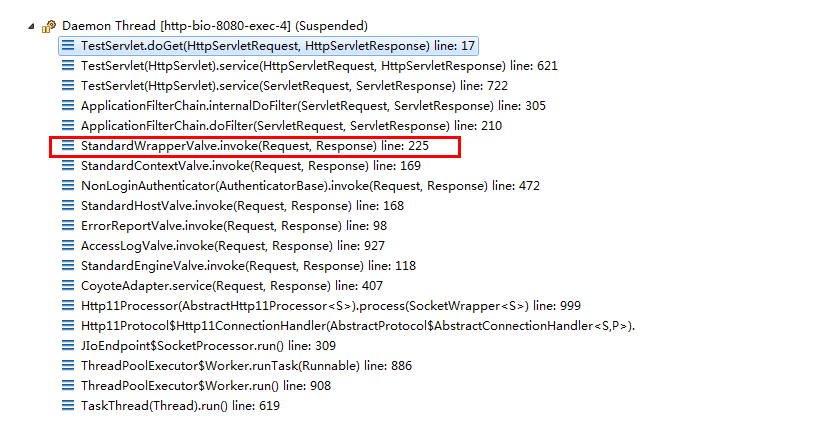 Daemon Thread [http-bio-8080-exec-4] (Suspended)
TestServlet.doGet(HttpServletRequest, HttpServletResponse) line: 17
TestServlet(HttpServlet).service(HttpServletRequest, HttpServletResponse) line: 621
TestServlet(HttpServlet).service(ServletRequest, ServletResponse) line: 722
ApplicationFilterChain.internalDoFilter(ServletRequest, ServletResponse) line: 305
ApplicationFilterChain.doFilter(ServletRequest, ServletResponse) line: 210
StandardWrapperValve.invoke(Request, Response) line: 225
StandardContextValve.invoke(Request, Response) line: 169
NonLoginAuthenticator(AuthenticatorBase).invoke(Request, Response) line: 472
StandardHostValve.invoke(Request, Response) line: 168
ErrorReportValve.invoke(Request, Response) line: 98
AccessLogValve.invoke(Request, Response) line: 927
StandardEngineValve.invoke(Request, Response) line: 118
CoyoteAdapter.service(Request, Response) line: 407
Http11Processor(AbstractHttp11Processor<S>).process(SocketWrapper<S>) line: 999
Http11Protocol$Http11ConnectionHandler(AbstractProtocol$AbstractConnectionHandler<S,P>).
JIoEndpoint$SocketProcessor.run() line: 309
ThreadPoolExecutor$Worker.runTask(Runnable) line: 886
ThreadPoolExecutor$Worker.run() line: 908
TaskThread(Thread).run() line: 619